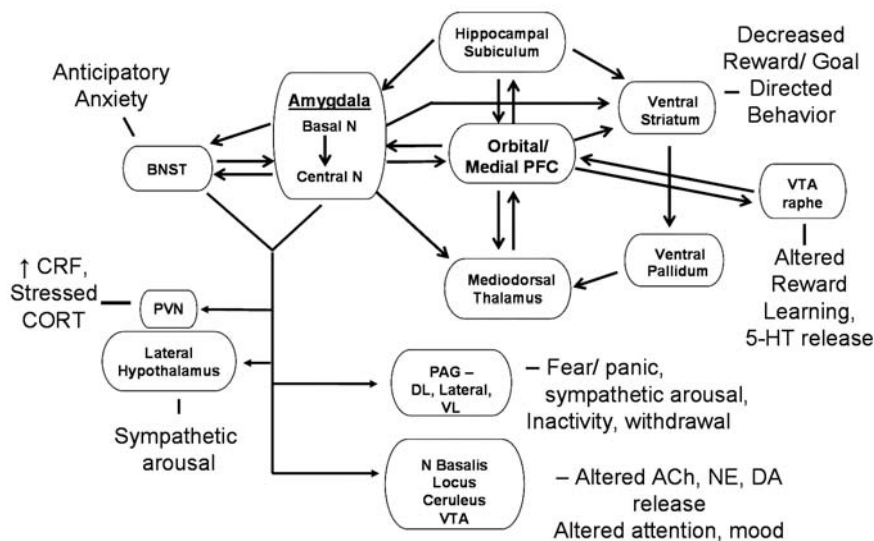 Hippocampal
Subiculum
Decreased
Reward/ Goal
Directed
Behavior
Anticipatory
Anxiety
Amygdala
Basal N
Central N
Ventral
Striatum
BNST
Orbital/
Medial PFC
VTA
raphe
↑ CRF,
Stressed
CORT
PVN
Mediodorsal
Thalamus
Ventral
Pallidum
Altered
Reward
Learning,
5-HT release
Lateral
Hypothalamus
Sympathetic
arousal
PAG –
DL, Lateral,
VL
– Fear/ panic,
sympathetic arousal,
Inactivity, withdrawal
N Basalis
Locus
Ceruleus
VTA
– Altered ACh, NE, DA
release
Altered attention, mood